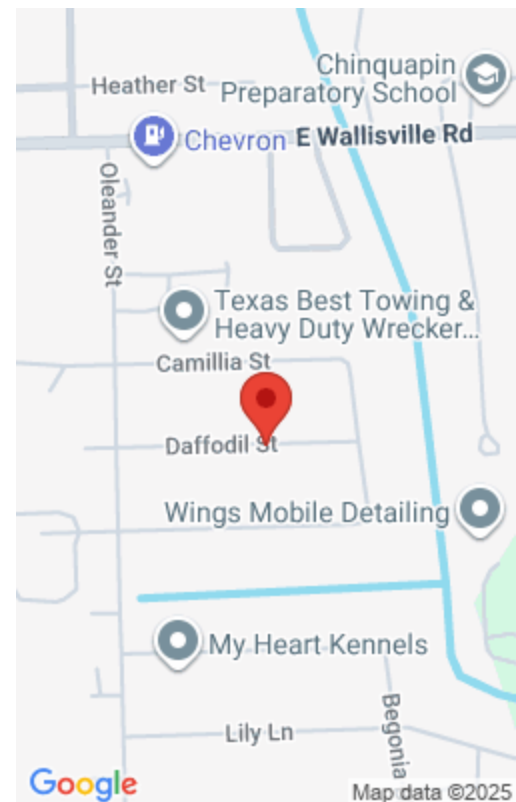 Chinquapin
Preparatory School
Heather St
Chevron
E Wallisville Rd
Oleander St
Texas Best Towing &
Heavy Duty Wrecker...
Camillia St
Daffodil St
Wings Mobile Detailing
My Heart Kennels
Begonia
Lily Ln
Google
Map data ©2025